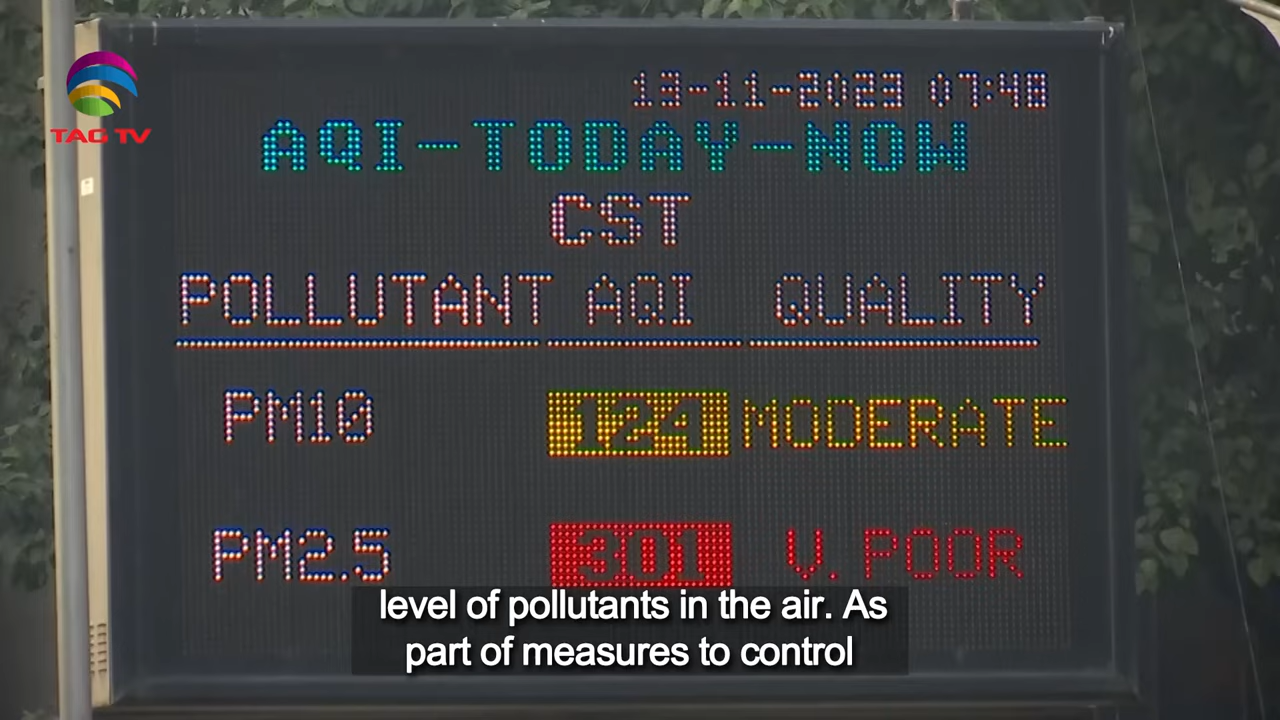 TAG TV
13-11-2023 07:48
AQI-TODAY-NOW
CST
POLLUTANT AQI QUALITY
PM10 124 MODERATE
PM2.5 301 V. POOR
level of pollutants in the air. As
part of measures to control